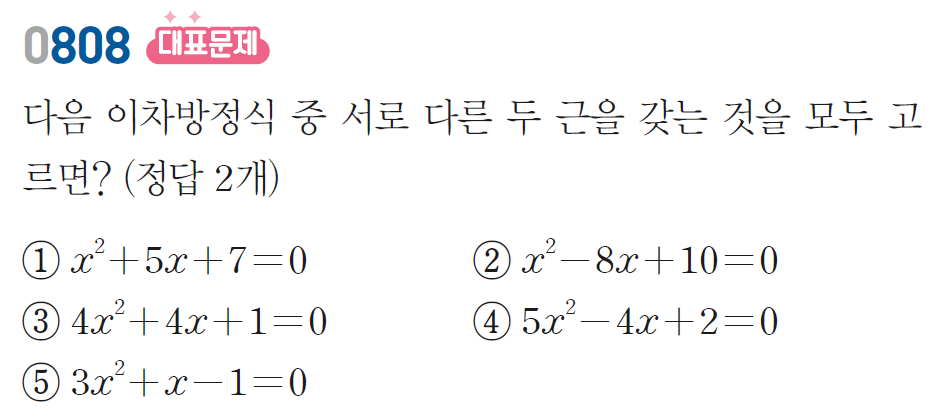 0808 대표문제
다음 이차방정식 중 서로 다른 두 근을 갖는 것을 모두 고
르면? (정답 2개)
① x²+5x+7=0 ② x²-8x+10=0
③ 4x²+4x+1=0 ④ 5x²-4x+2=0
⑤ 3x²+x-1=0